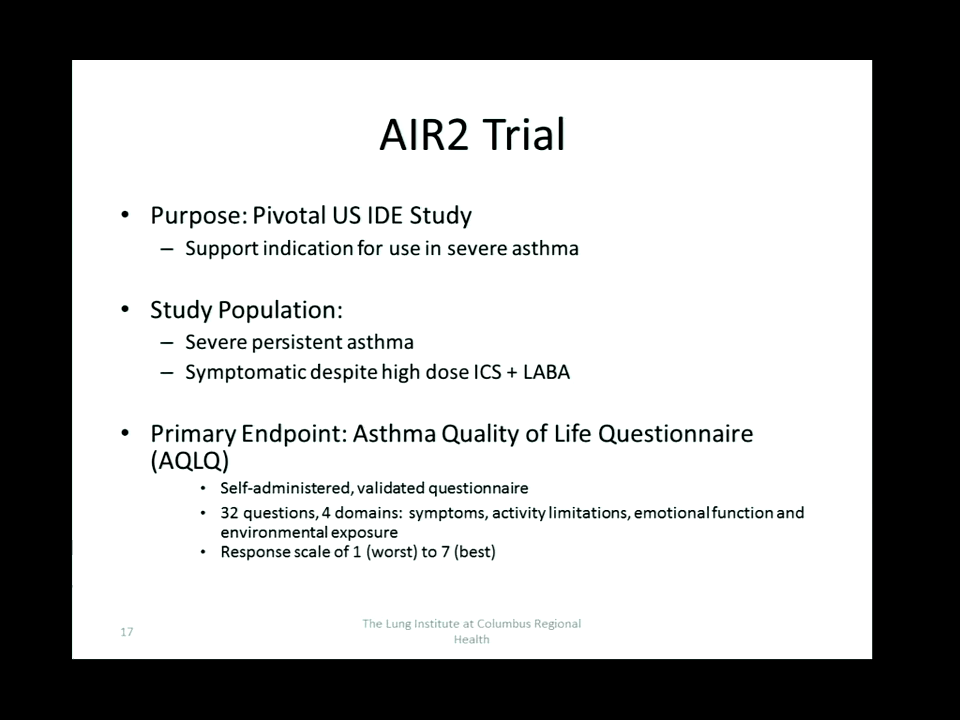 AIR2 Trial
• Purpose: Pivotal US IDE Study
– Support indication for use in severe asthma
• Study Population:
– Severe persistent asthma
– Symptomatic despite high dose ICS + LABA
• Primary Endpoint: Asthma Quality of Life Questionnaire
(AQLQ)
• Self-administered, validated questionnaire
• 32 questions, 4 domains: symptoms, activity limitations, emotional function and
environmental exposure
• Response scale of 1 (worst) to 7 (best)
17
The Lung Institute at Columbus Regional
Health